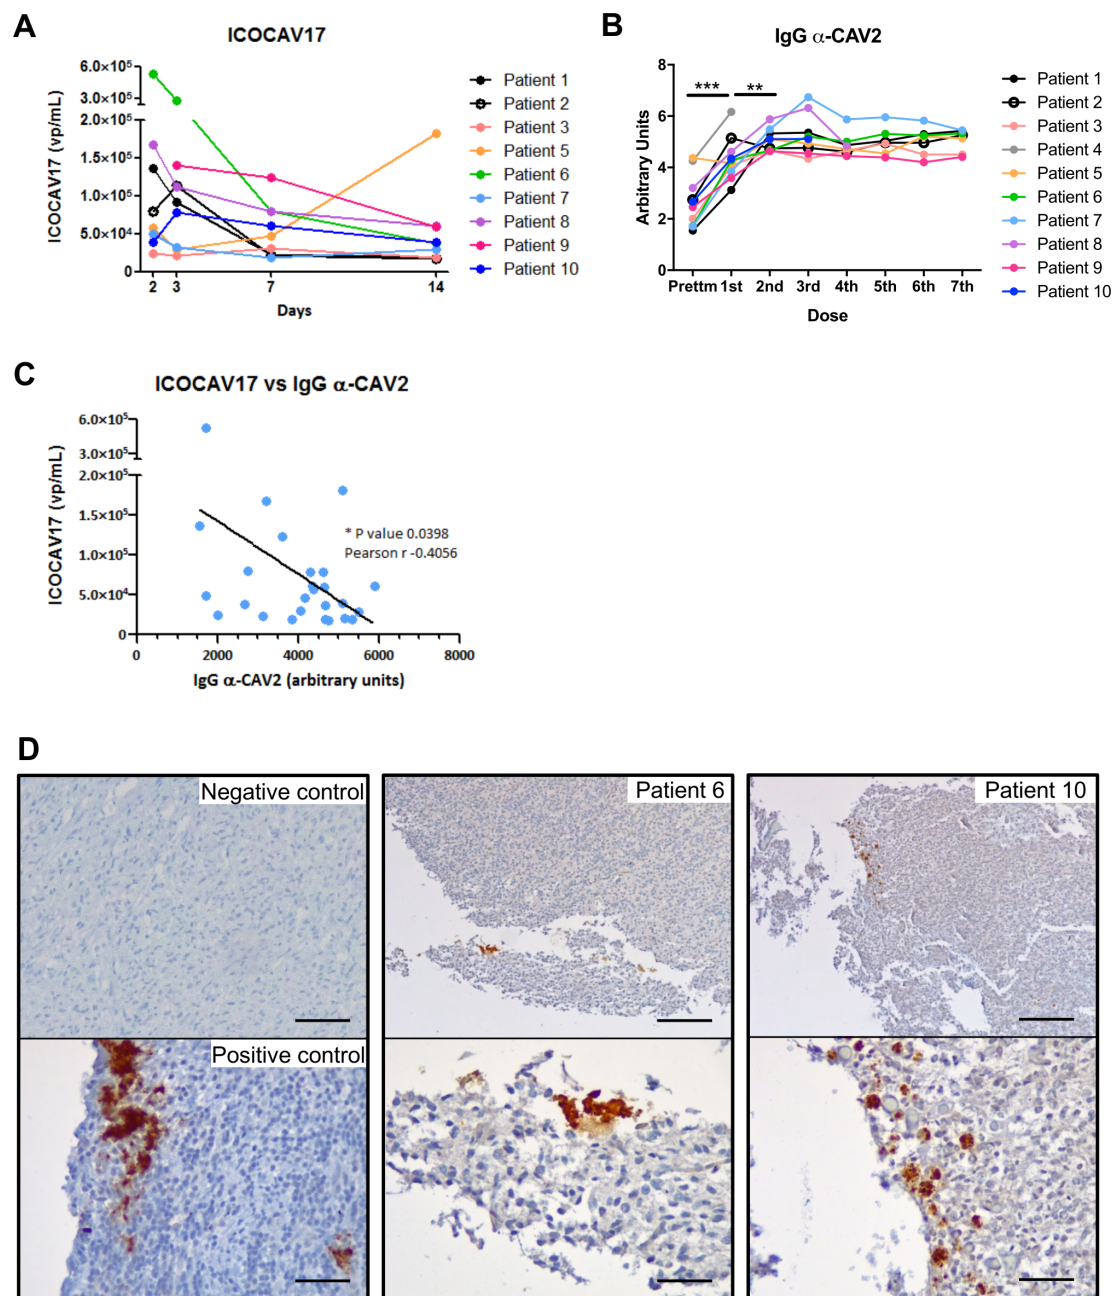 A
ICOCAV17
ICOCAV17 (vp/mL)
6.0×10⁵
3.0×10⁵
2.0×10⁵
1.5×10⁵
1.0×10⁵
5.0×10⁴
0
2 3 7 14
Days
Patient 1
Patient 2
Patient 3
Patient 5
Patient 6
Patient 7
Patient 8
Patient 9
Patient 10
B
IgG α-CAV2
Arbitrary Units
8
6
4
2
0
*** **
Prettm 1st 2nd 3rd 4th 5th 6th 7th
Dose
Patient 1
Patient 2
Patient 3
Patient 4
Patient 5
Patient 6
Patient 7
Patient 8
Patient 9
Patient 10
C
ICOCAV17 vs IgG α-CAV2
ICOCAV17 (vp/mL)
6.0×10⁵
3.0×10⁵
2.0×10⁵
1.5×10⁵
1.0×10⁵
5.0×10⁴
0
* P value 0.0398
Pearson r -0.4056
0 2000 4000 6000 8000
IgG α-CAV2 (arbitrary units)
D
Negative control
Patient 6
Patient 10
Positive control